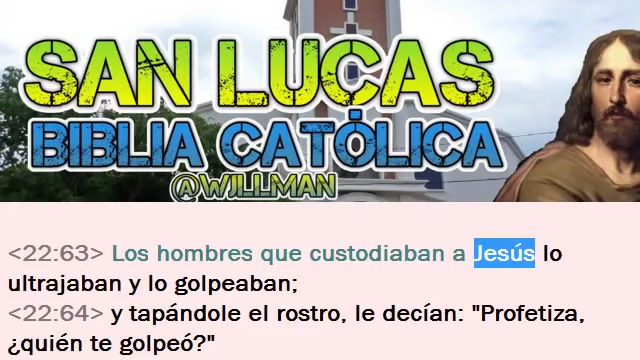 SAN LUCAS
BIBLIA CATÓLICA
@WJLLMAN
<22:63> Los hombres que custodiaban a Jesús lo
ultrajaban y lo golpeaban;
<22:64> y tapándole el rostro, le decían: "Profetiza,
¿quién te golpeó?"